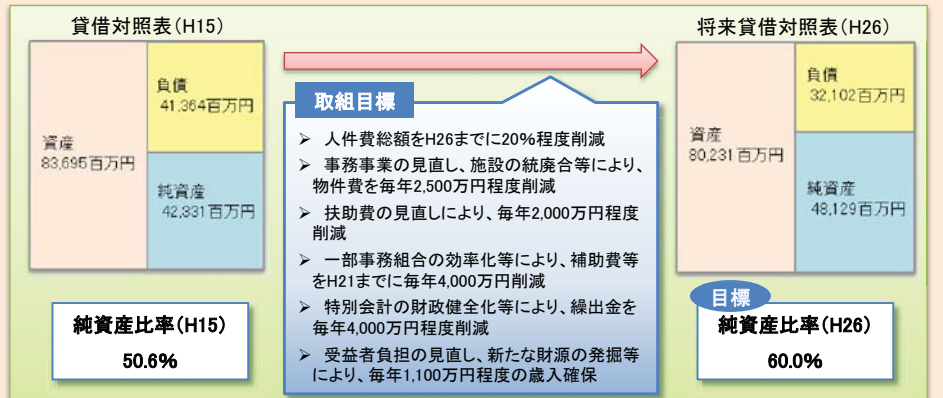 貸借対照表(H15)
資産
83,695百万円
負債
41,364百万円
純資産
42,331百万円
純資産比率(H15)
50.6%
取組目標
➢ 人件費総額をH26までに20%程度削減
➢ 事務事業の見直し、施設の統廃合等により、
物件費を毎年2,500万円程度削減
➢ 扶助費の見直しにより、毎年2,000万円程度
削減
➢ 一部事務組合の効率化等により、補助費等
をH21までに毎年4,000万円削減
➢ 特別会計の財政健全化等により、繰出金を
毎年4,000万円程度削減
➢ 受益者負担の見直し、新たな財源の発掘等
により、毎年1,100万円程度の歳入確保
将来貸借対照表(H26)
資産
80,231百万円
負債
32,102百万円
純資産
48,129百万円
目標
純資産比率(H26)
60.0%